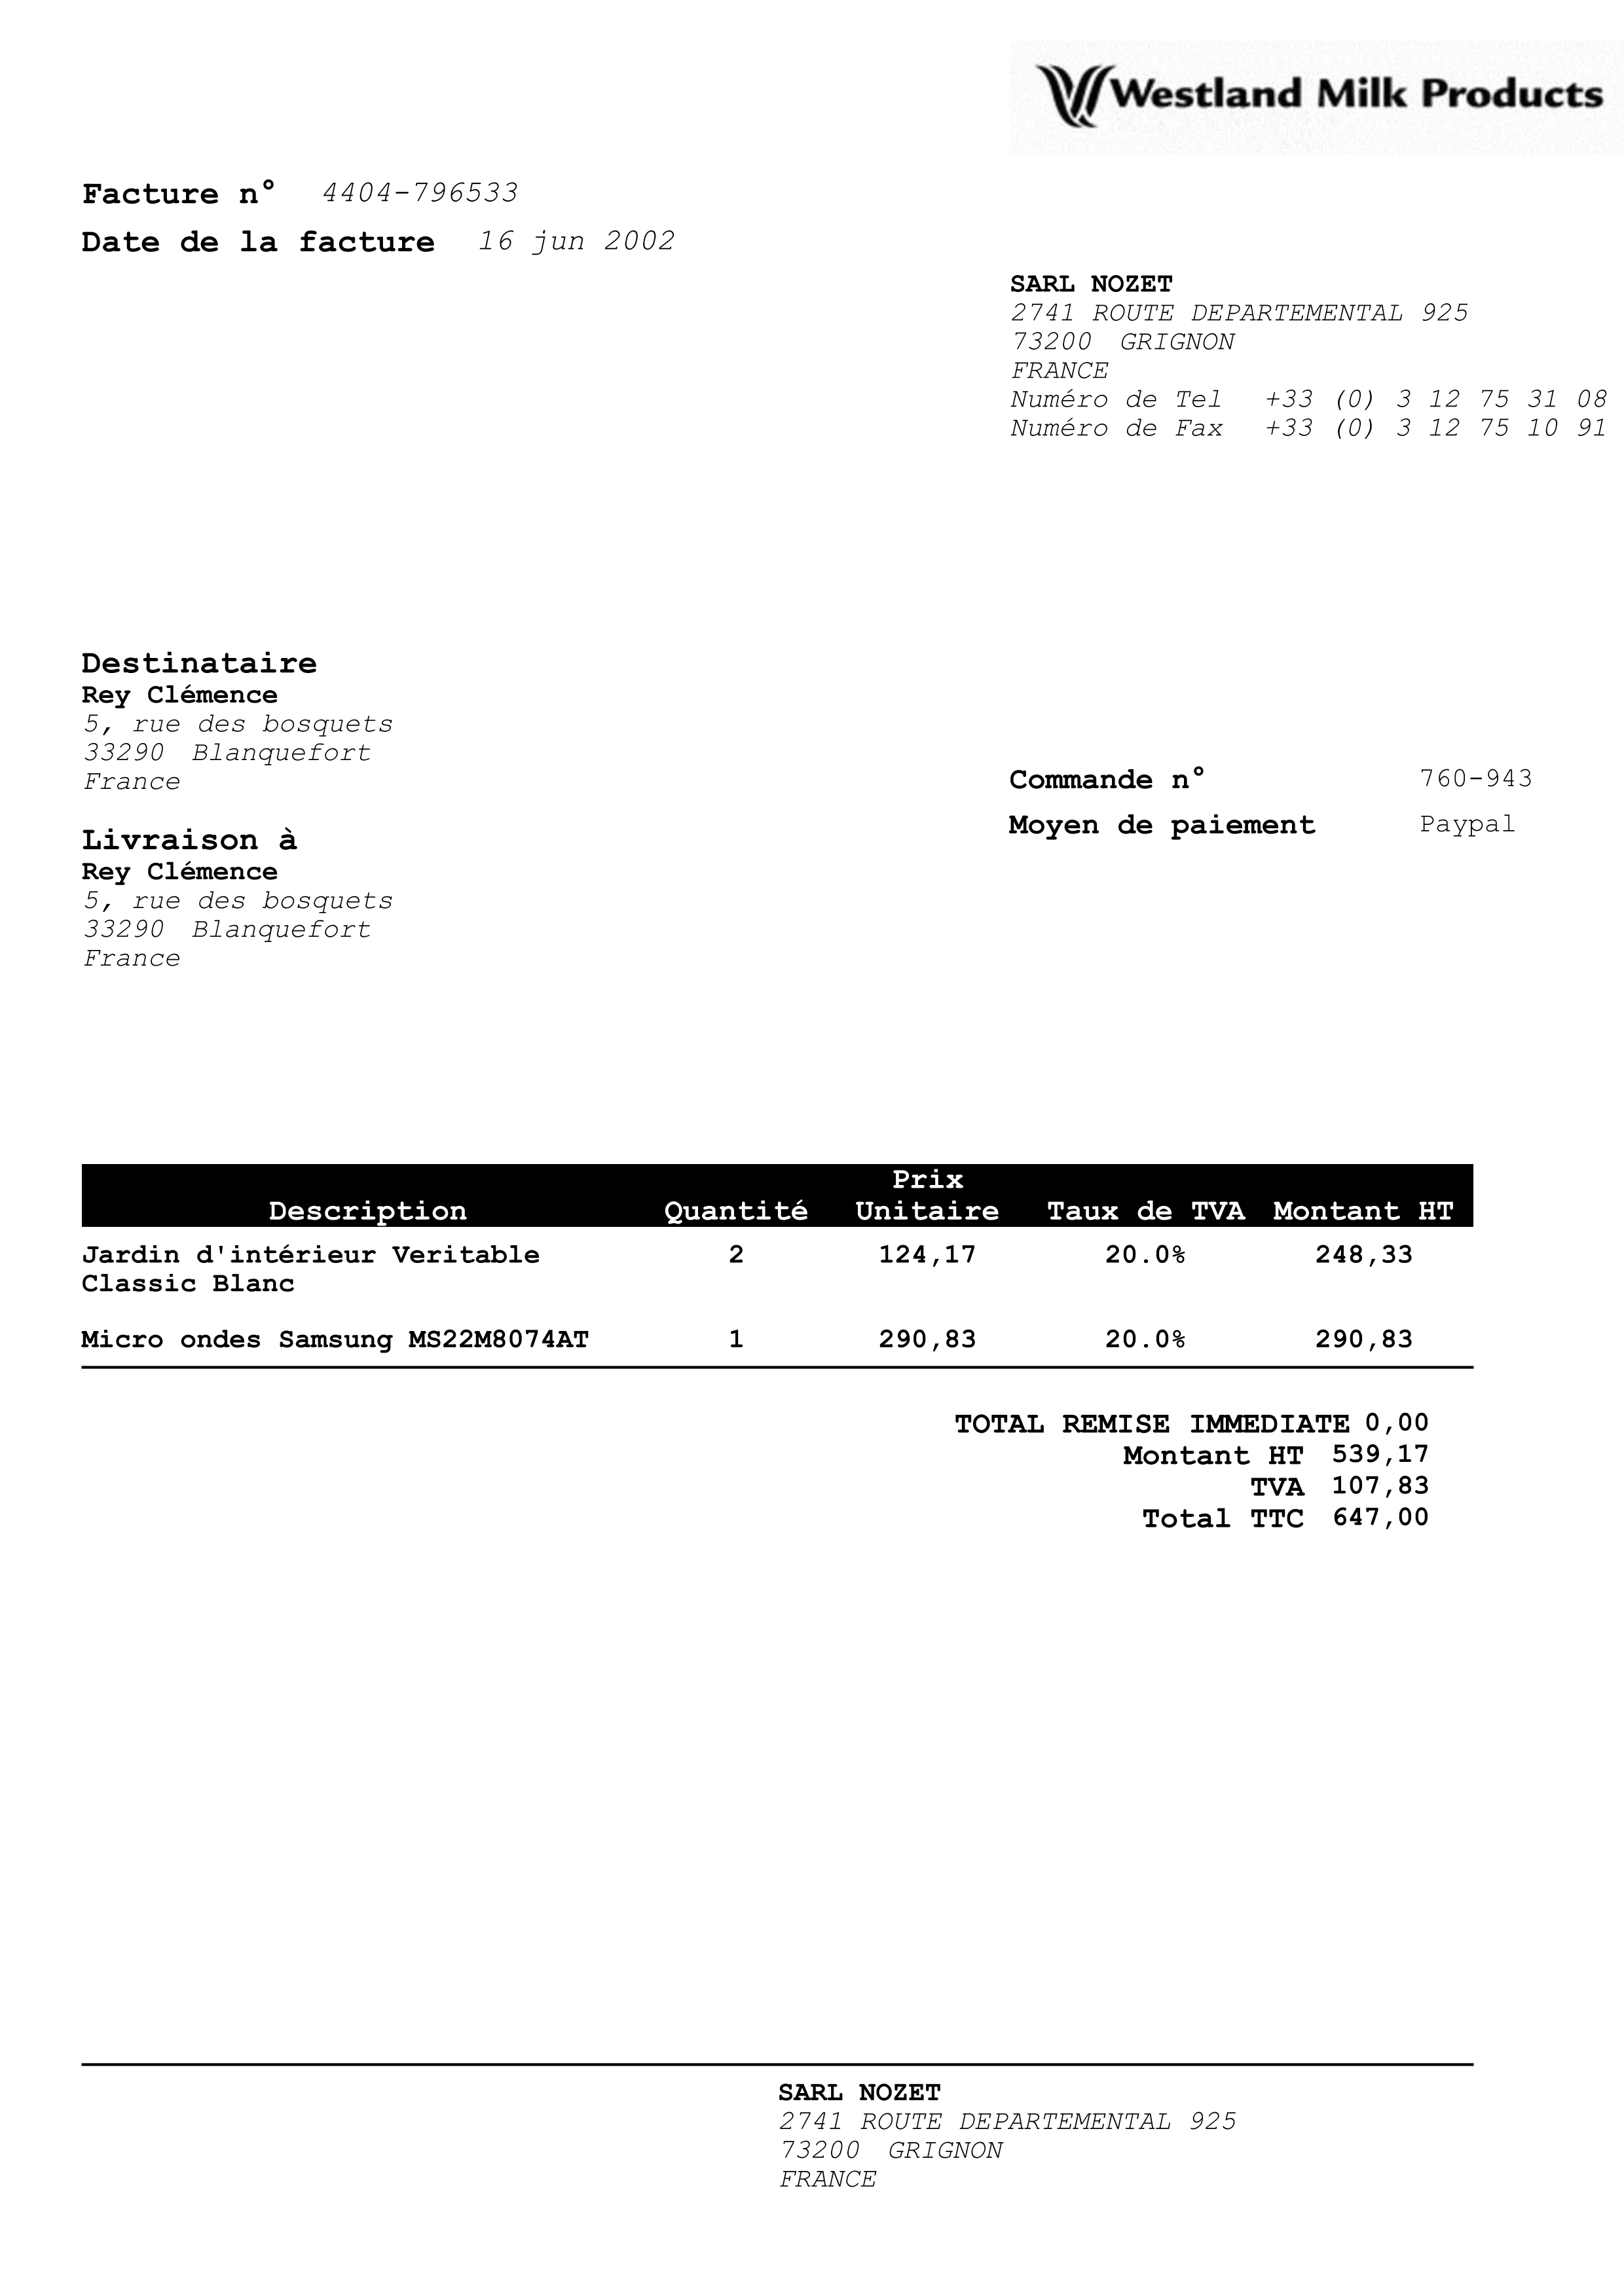 Westland Milk Products
Facture n° 4404-796533
Date de la facture 16 jun 2002
SARL NOZET
2741 ROUTE DEPARTEMENTAL 925
73200 GRIGNON
FRANCE
Numéro de Tel +33 (0) 3 12 75 31 08
Numéro de Fax +33 (0) 3 12 75 10 91
Destinataire
Rey Clémence
5, rue des bosquets
33290 Blanquefort
France
Commande n° 760-943
Moyen de paiement Paypal
Livraison à
Rey Clémence
5, rue des bosquets
33290 Blanquefort
France
Prix
Description Quantité Unitaire Taux de TVA Montant HT
Jardin d'intérieur Veritable 2 124,17 20.0% 248,33
Classic Blanc
Micro ondes Samsung MS22M8074AT 1 290,83 20.0% 290,83
TOTAL REMISE IMMEDIATE 0,00
Montant HT 539,17
TVA 107,83
Total TTC 647,00
SARL NOZET
2741 ROUTE DEPARTEMENTAL 925
73200 GRIGNON
FRANCE